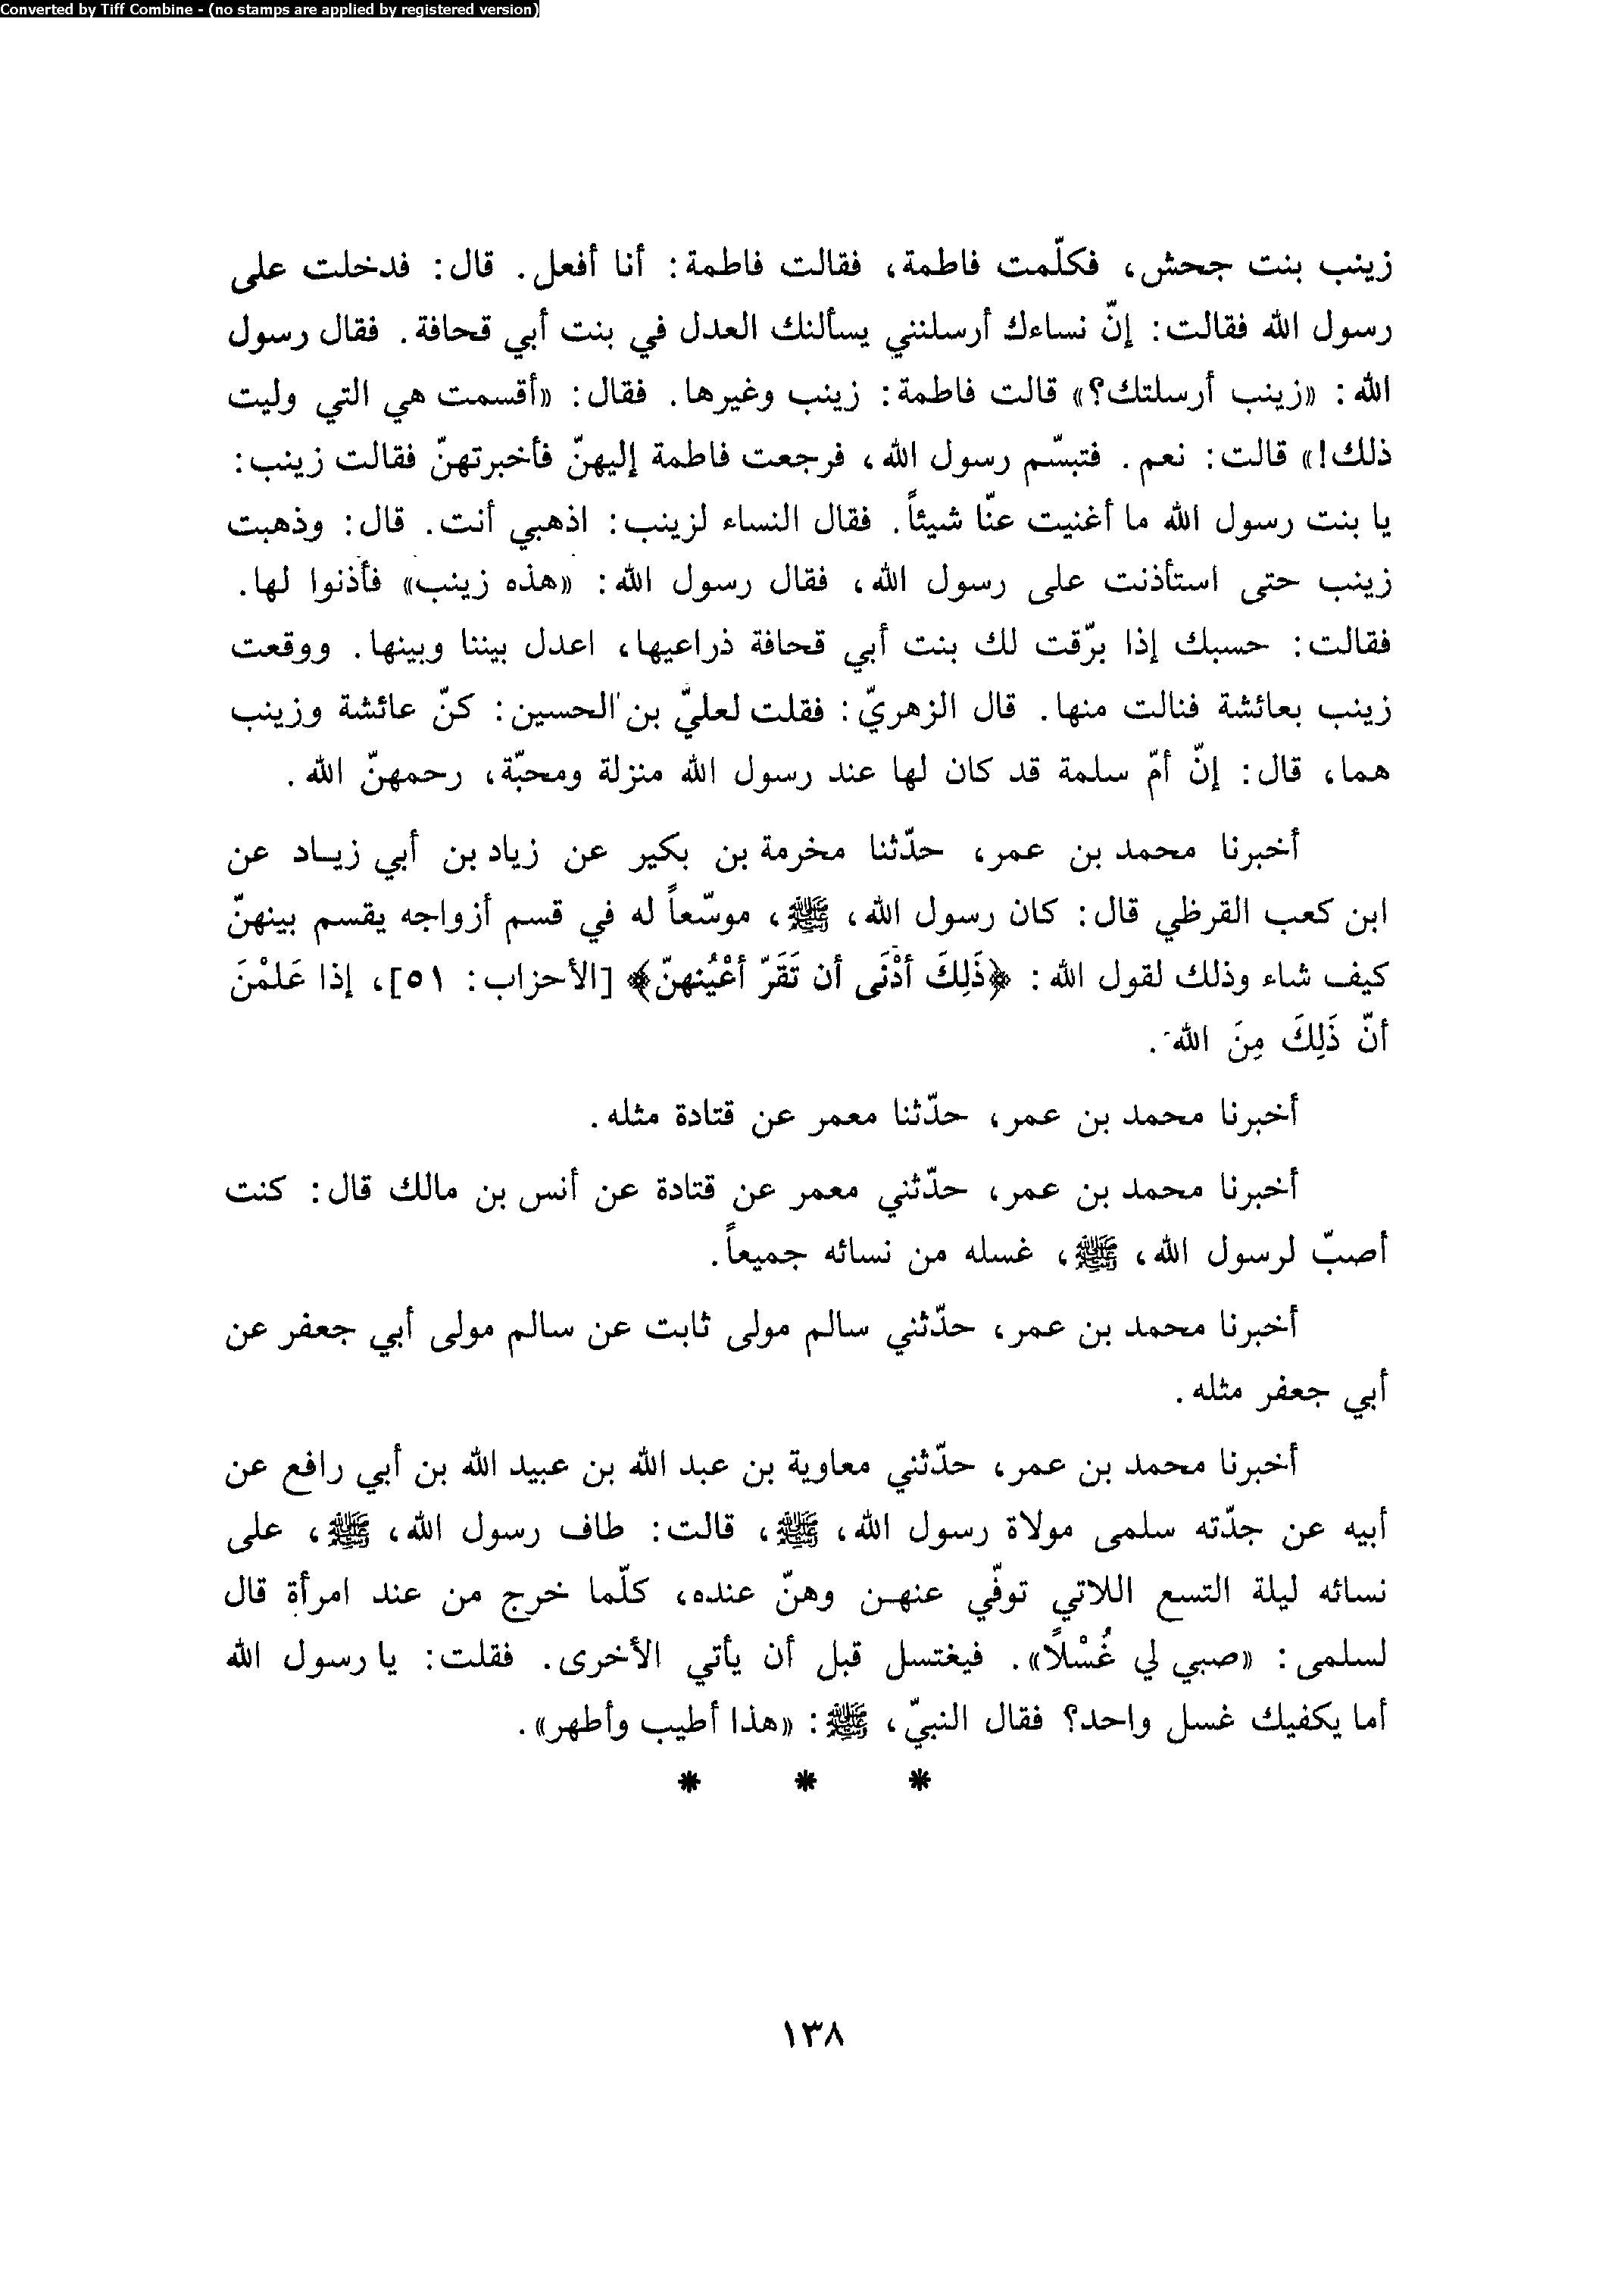 Converted by Tiff Combine - (no stamps are applied by registered version)
زينب بنت جحش، فكلّمت فاطمة، فقالت فاطمة: أنا أفعل. قال: فدخلت على
رسول الله فقالت: إنّ نساءك أرسلنني يسألنك العدل في بنت أبي قحافة. فقال رسول
الله: «زينب أرسلتك؟» قالت فاطمة: زينب وغيرها. فقال: «أقسمت هي التي وليت
ذلك!» قالت: نعم. فتبسّم رسول الله، فرجعت فاطمة إليهنّ فأخبرتهنّ فقالت زينب:
يا بنت رسول الله ما أغنيت عنّا شيئاً. فقال النساء لزينب: اذهبي أنت. قال: وذهبت
زينب حتى استأذنت على رسول الله، فقال رسول الله: «هذه زينب» فأذنوا لها.
فقالت: حسبك إذا برّقت لك بنت أبي قحافة ذراعيها، اعدل بيننا وبينها. ووقعت
زينب بعائشة فنالت منها. قال الزهريّ: فقلت لعليّ بن الحسين: كنّ عائشة وزينب
هما، قال: إنّ أمّ سلمة قد كان لها عند رسول الله منزلة ومحبّة، رحمهنّ الله.
أخبرنا محمد بن عمر، حدّثنا مخرمة بن بكير عن زياد بن أبي زيـاد عن
ابن كعب القرظي قال: كان رسول الله، ﷺ، موسّعاً له في قسم أزواجه يقسم بينهنّ
كيف شاء وذلك لقول الله: ﴿ذَلِكَ أدْنَى أن تَقَرّ أعْيُنهنّ﴾ [الأحزاب: ٥١]، إذا عَلمْنَ
أنّ ذَلِكَ مِنَ الله.
أخبرنا محمد بن عمر، حدّثنا معمر عن قتادة مثله.
أخبرنا محمد بن عمر، حدّثني معمر عن قتادة عن أنس بن مالك قال: كنت
أصبّ لرسول الله، ﷺ، غسله من نسائه جميعاً.
أخبرنا محمد بن عمر، حدّثني سالم مولى ثابت عن سالم مولى أبي جعفر عن
أبي جعفر مثله.
أخبرنا محمد بن عمر، حدّثني معاوية بن عبد الله بن عبيد الله بن أبي رافع عن
أبيه عن جدّته سلمى مولاة رسول الله، ﷺ، قالت: طاف رسول الله، ﷺ، على
نسائه ليلة التسع اللاتي توفّي عنهـن وهنّ عنده، كلّما خرج من عند امرأة قال
لسلمى: «صبي لي غُسْلًا». فيغتسل قبل أن يأتي الأخرى. فقلت: يا رسول الله
أما يكفيك غسل واحد؟ فقال النبيّ، ﷺ: «هذا أطيب وأطهر».
* * *
١٣٨